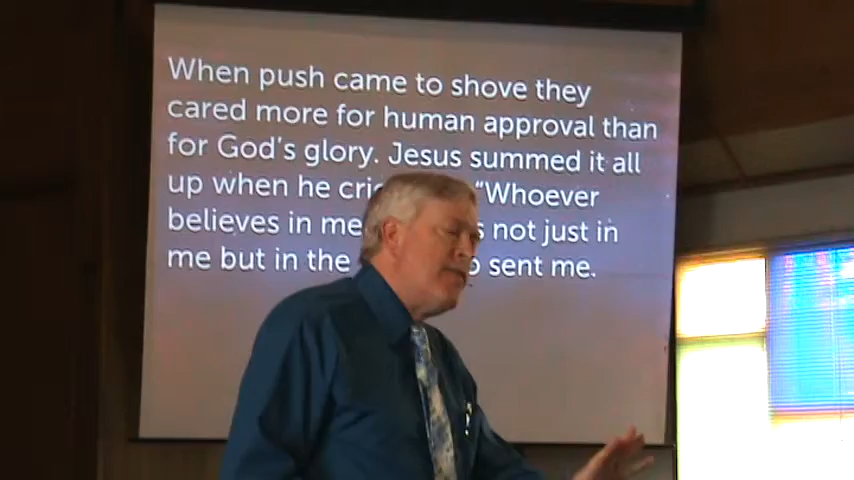 When push came to shove they
cared more for human approval than
for God's glory. Jesus summed it all
up when he "Whoever
believes in me not just in
me but in the sent me.